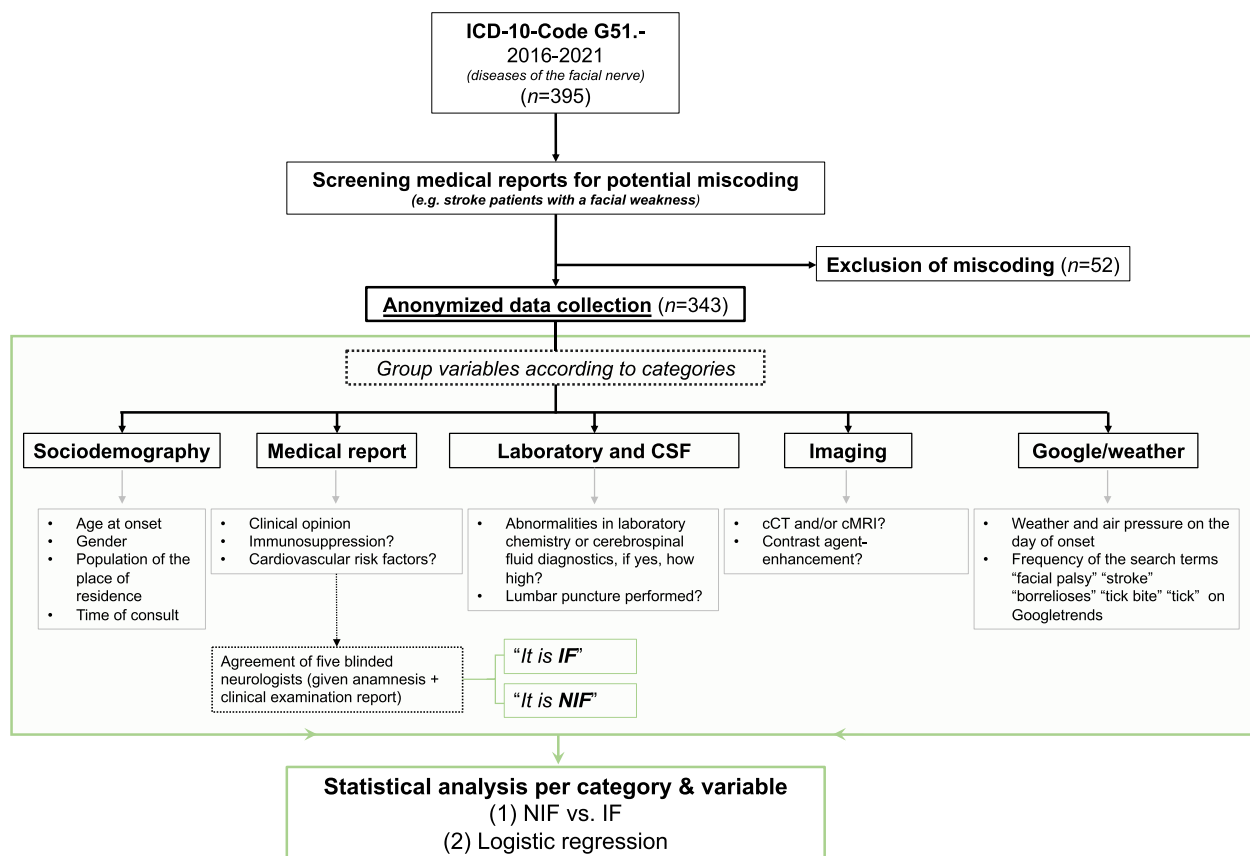 ICD-10-Code G51.-
2016-2021
(diseases of the facial nerve)
(n=395)
Screening medical reports for potential miscoding
(e.g. stroke patients with a facial weakness)
Exclusion of miscoding (n=52)
Anonymized data collection (n=343)
Group variables according to categories
Sociodemography
Medical report
Laboratory and CSF
Imaging
Google/weather
• Age at onset
• Gender
• Population of the
place of
residence
• Time of consult
• Clinical opinion
• Immunosuppression?
• Cardiovascular risk factors?
• Abnormalities in laboratory
chemistry or cerebrospinal
fluid diagnostics, if yes, how
high?
• Lumbar puncture performed?
• cCT and/or cMRI?
• Contrast agent-
enhancement?
• Weather and air pressure on the
day of onset
• Frequency of the search terms
“facial palsy” “stroke”
“borrelioses” “tick bite” “tick” on
Googletrends
Agreement of five blinded
neurologists (given anamnesis +
clinical examination report)
“It is IF”
“It is NIF”
Statistical analysis per category & variable
(1) NIF vs. IF
(2) Logistic regression